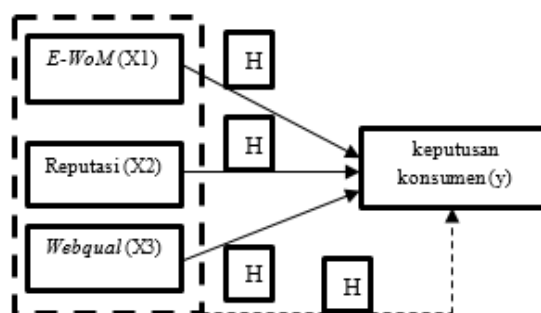 E-WoM (X1)
H
H
Reputasi (X2)
keputusan
konsumen (y)
Webqual (X3)
H
H